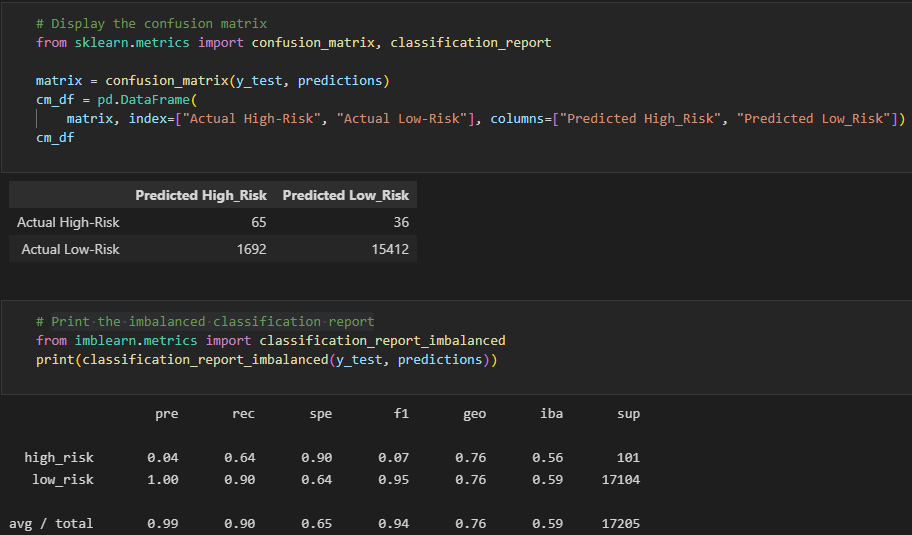 # Display the confusion matrix
from sklearn.metrics import confusion_matrix, classification_report
matrix = confusion_matrix(y_test, predictions)
cm_df = pd.DataFrame(
matrix, index=["Actual High-Risk", "Actual Low-Risk"], columns=["Predicted High_Risk", "Predicted Low_Risk"])
cm_df
Predicted High_Risk Predicted Low_Risk
Actual High-Risk 65 36
Actual Low-Risk 1692 15412
# Print the imbalanced classification report
from imblearn.metrics import classification_report_imbalanced
print(classification_report_imbalanced(y_test, predictions))
pre rec spe f1 geo iba sup
high_risk 0.04 0.64 0.90 0.07 0.76 0.56 101
low_risk 1.00 0.90 0.64 0.95 0.76 0.59 17104
avg / total 0.99 0.90 0.65 0.94 0.76 0.59 17205